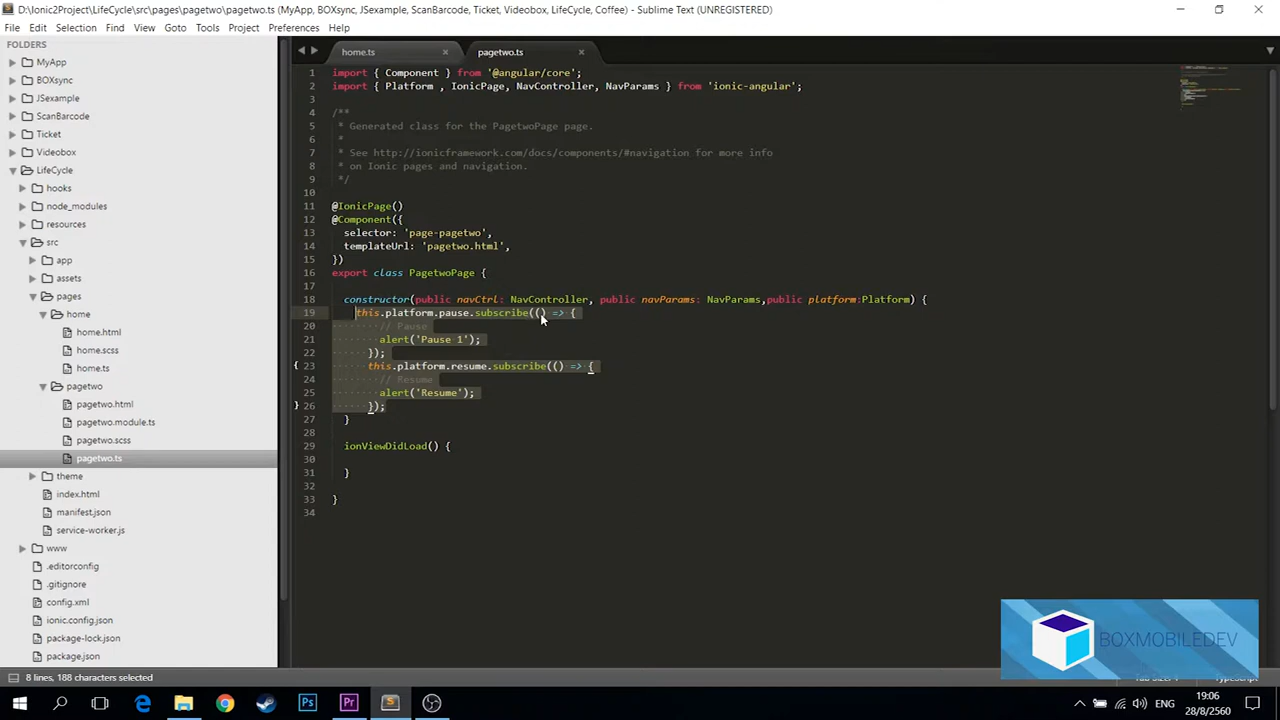 D:\Ionic2Project\LifeCycle\src\pages\pagetwo\pagetwo.ts (MyApp, BOXsync, JSexample, ScanBarcode, Ticket, Videobox, LifeCycle, Coffee) - Sublime Text (UNREGISTERED)
File Edit Selection Find View Goto Tools Project Preferences Help
FOLDERS
MyApp
BOXsync
JSexample
ScanBarcode
Ticket
Videobox
LifeCycle
hooks
node_modules
resources
src
app
assets
pages
home
home.html
home.scss
home.ts
pagetwo
pagetwo.html
pagetwo.module.ts
pagetwo.scss
pagetwo.ts
theme
index.html
manifest.json
service-worker.js
www
.editorconfig
.gitignore
config.xml
ionic.config.json
package-lock.json
package.json
home.ts pagetwo.ts
1 import { Component } from '@angular/core';
2 import { Platform , IonicPage, NavController, NavParams } from 'ionic-angular';
3
4 /**
5 * Generated class for the PagetwoPage page.
6 *
7 * See http://ionicframework.com/docs/components/#navigation for more info
8 * on Ionic pages and navigation.
9 */
10
11 @IonicPage()
12 @Component({
13 selector: 'page-pagetwo',
14 templateUrl: 'pagetwo.html',
15 })
16 export class PagetwoPage {
17
18 constructor(public navCtrl: NavController, public navParams: NavParams,public platform:Platform) {
19 this.platform.pause.subscribe(() => {
20 // Pause
21 alert('Pause 1');
22 });
23 this.platform.resume.subscribe(() => {
24 // Resume
25 alert('Resume');
26 });
27 }
28
29 ionViewDidLoad() {
30
31 }
32
33 }
34
BOXMOBILEDEV
8 lines, 188 characters selected
Tab Size: 4 TypeScript
ENG
19:06
28/8/2560